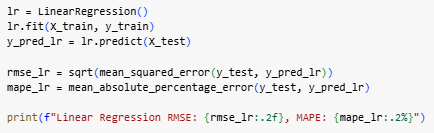 lr = LinearRegression()
lr.fit(X_train, y_train)
y_pred_lr = lr.predict(X_test)
rmse_lr = sqrt(mean_squared_error(y_test, y_pred_lr))
mape_lr = mean_absolute_percentage_error(y_test, y_pred_lr)
print(f"Linear Regression RMSE: {rmse_lr:.2f}, MAPE: {mape_lr:.2%}")